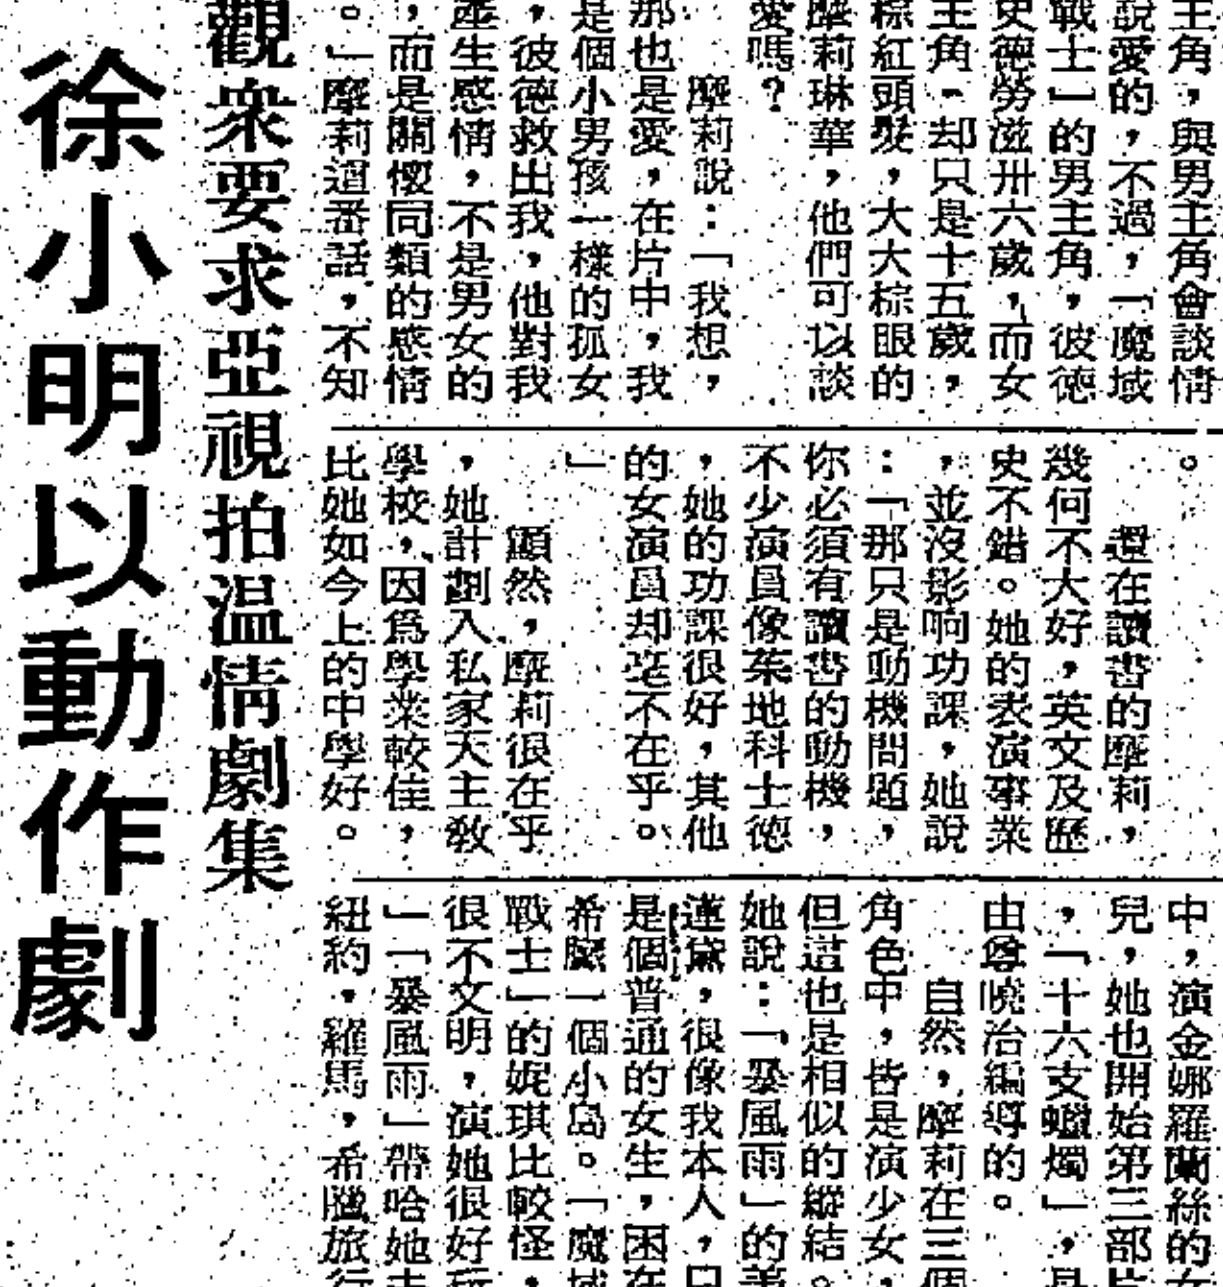 主角，與男主角會談情
說愛的，不過，「魔域
戰士」的男主角，彼德
史德勞滋卅六歲，而女
主角，却只是十五歲，
棕紅頭髮，大大棕眼的
摩莉琳華，他們可以談
愛嗎？
摩莉說：「我想，
那也是愛，在片中，我
是個小男孩一樣的孤女
，彼德救出我，他對我
產生感情，不是男女的
，而是關懷同類的感情
。」摩莉這番話，不知
。
還在讀書的摩莉，
幾何不大好，英文及歷
史不錯。她的表演事業
，並沒影响功課，她說
：「那只是動機問題，
你必須有讀書的動機，
不少演員像茱地科士德
，她的功課很好，其他
的女演員却毫不在乎。
」
顯然，摩莉很在乎
，她計劃入私家天主教
學校，因爲學業較佳，
比她如今上的中學好。
中，演金娜羅蘭絲的女
兒，她也開始第三部片
，「十六支蠟燭」，是
由尊曉治編導的。
自然，摩莉在三個
角色中，皆是演少女，
但這也是相似的縱結。
她說：「暴風雨」的美
蓮黛，很像我本人，只
是個普通的女生，困在
希臘一個小島。「魔域
戰士」的妮琪比較怪，
很不文明，演她很好玩
」「暴風雨」帶哈她去
紐約，羅馬，希臘旅行
觀衆要求亞視拍温情劇集
徐小明以動作劇